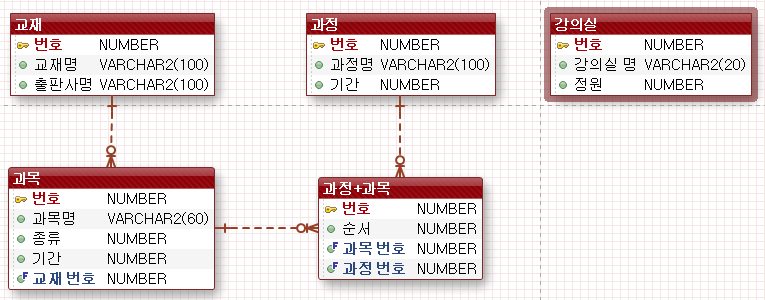 교재
번호 NUMBER
교재명 VARCHAR2(100)
출판사명 VARCHAR2(100)
과정
번호 NUMBER
과정명 VARCHAR2(100)
기간 NUMBER
강의실
번호 NUMBER
강의실 명 VARCHAR2(20)
정원 NUMBER
과목
번호 NUMBER
과목명 VARCHAR2(60)
종류 NUMBER
기간 NUMBER
F 교재 번호 NUMBER
과정+과목
번호 NUMBER
순서 NUMBER
F 과목 번호 NUMBER
F 과정 번호 NUMBER